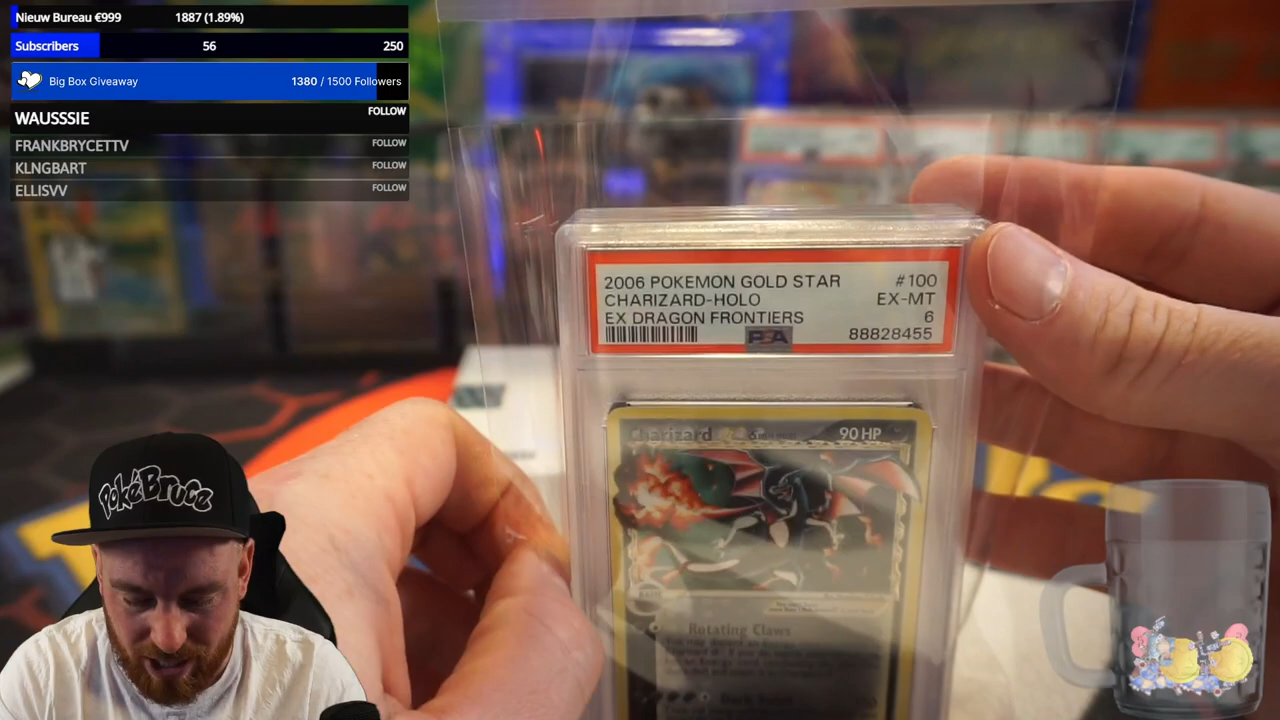 Nieuw Bureau €999 1887 (1.89%)
Subscribers 56 250
Big Box Giveaway 1380 / 1500 Followers
WAUSSSIE FOLLOW
FRANKBRYCETTV FOLLOW
KLNGBART FOLLOW
ELLISVV FOLLOW
2006 POKEMON GOLD STAR #100
CHARIZARD-HOLO EX-MT
EX DRAGON FRONTIERS 6
PSA 88828455
Charizard 90 HP
Rotating Claws
PokéBruce